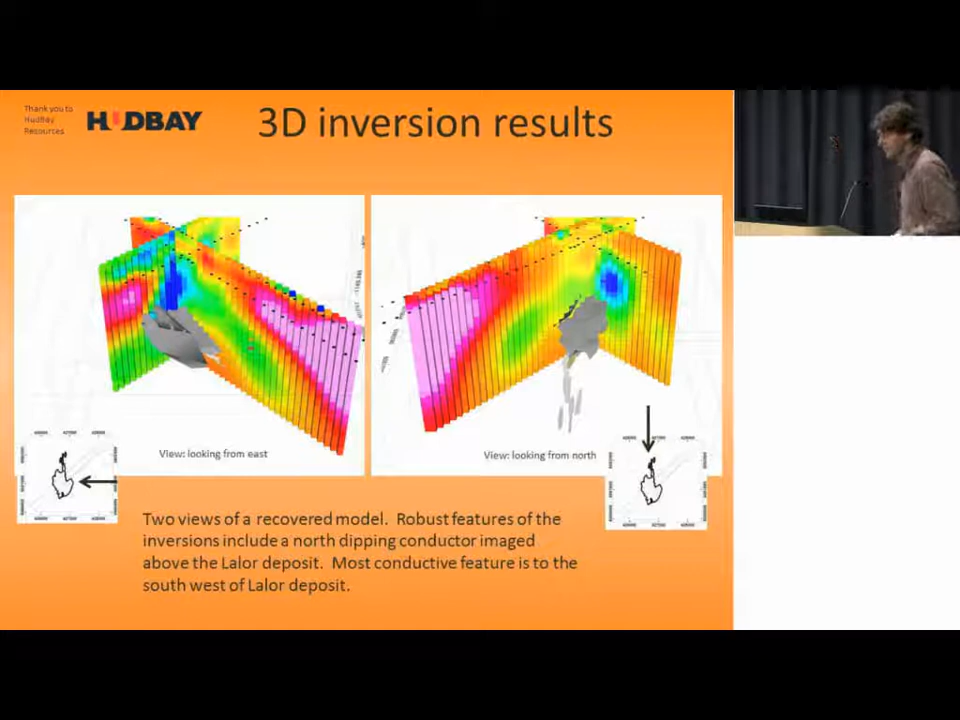 Thank you to
HudBay
Resources
HUDBAY
3D inversion results
View: looking from east
View: looking from north
Two views of a recovered model. Robust features of the
inversions include a north dipping conductor imaged
above the Lalor deposit. Most conductive feature is to the
south west of Lalor deposit.